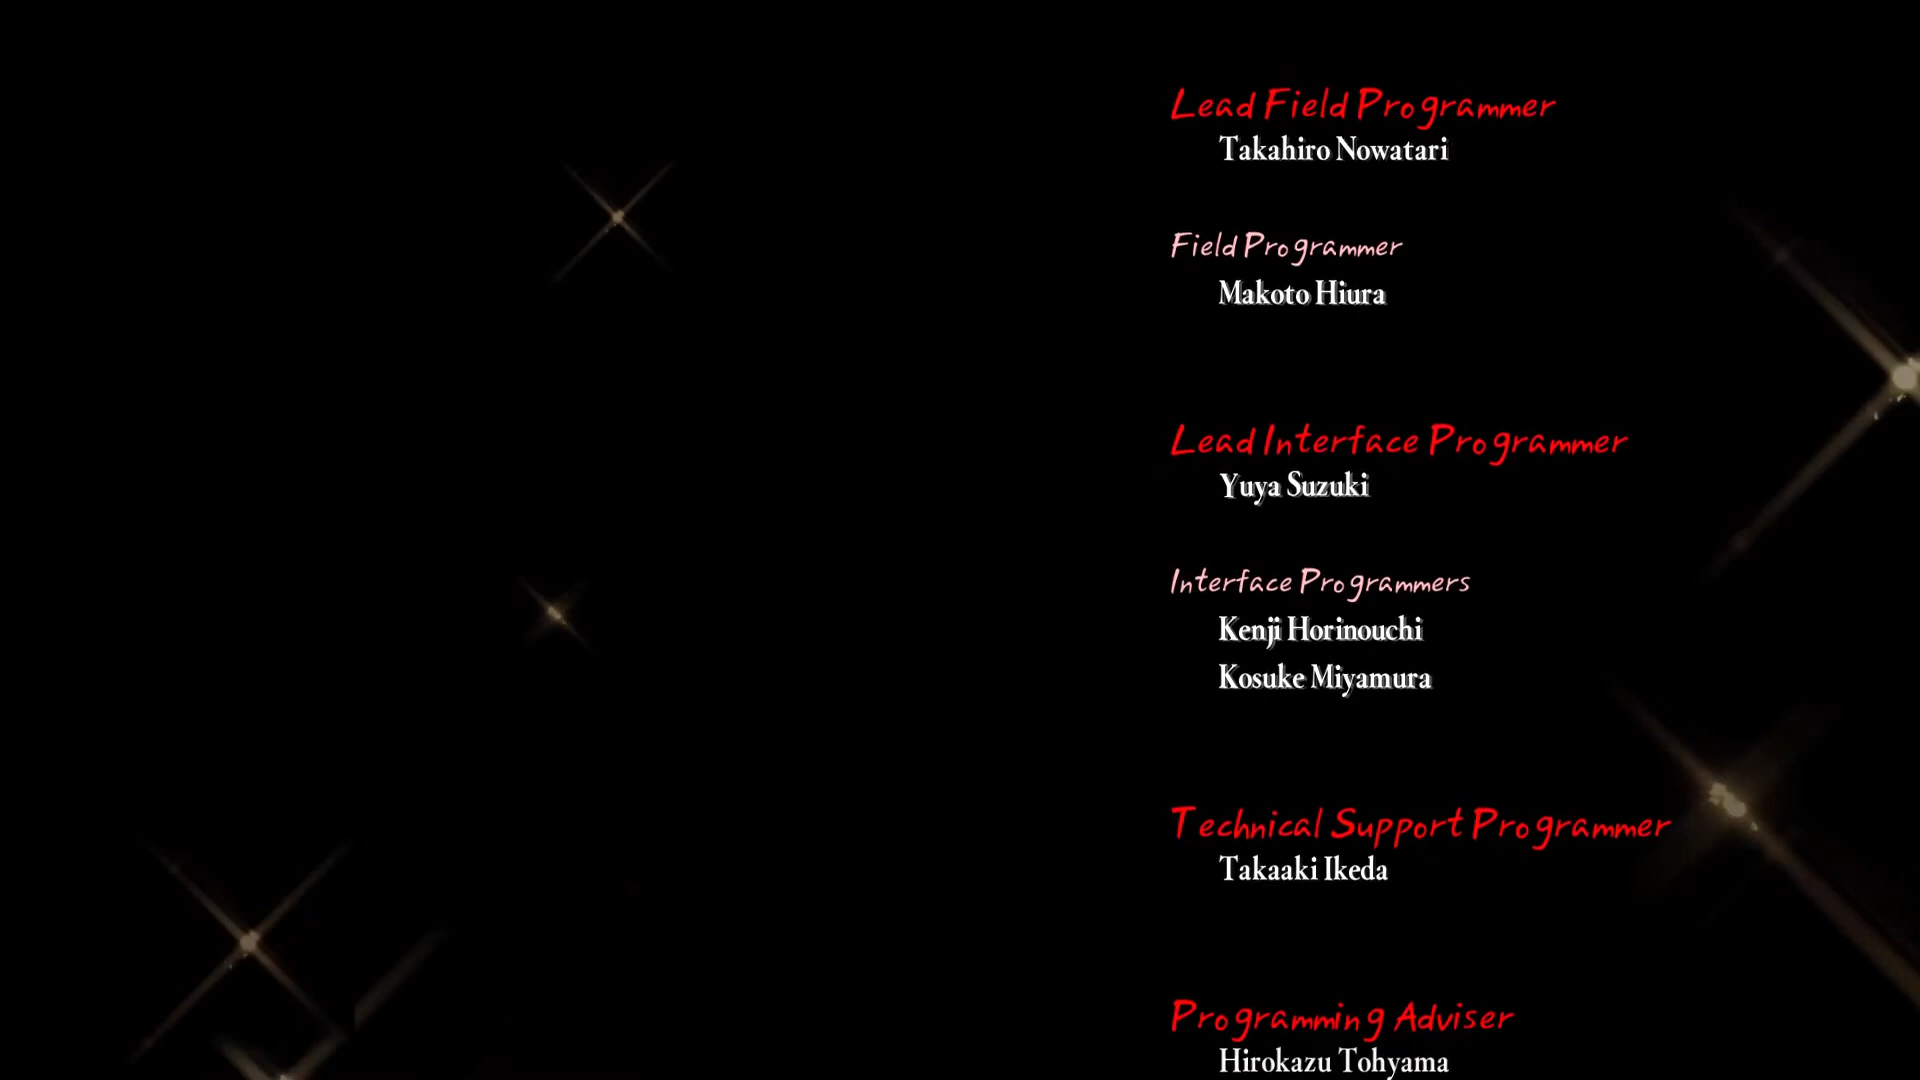 Lead Field Programmer
Takahiro Nowatari
Field Programmer
Makoto Hiura
Lead Interface Programmer
Yuya Suzuki
Interface Programmers
Kenji Horinouchi
Kosuke Miyamura
Technical Support Programmer
Takaaki Ikeda
Programming Adviser
Hirokazu Tohyama